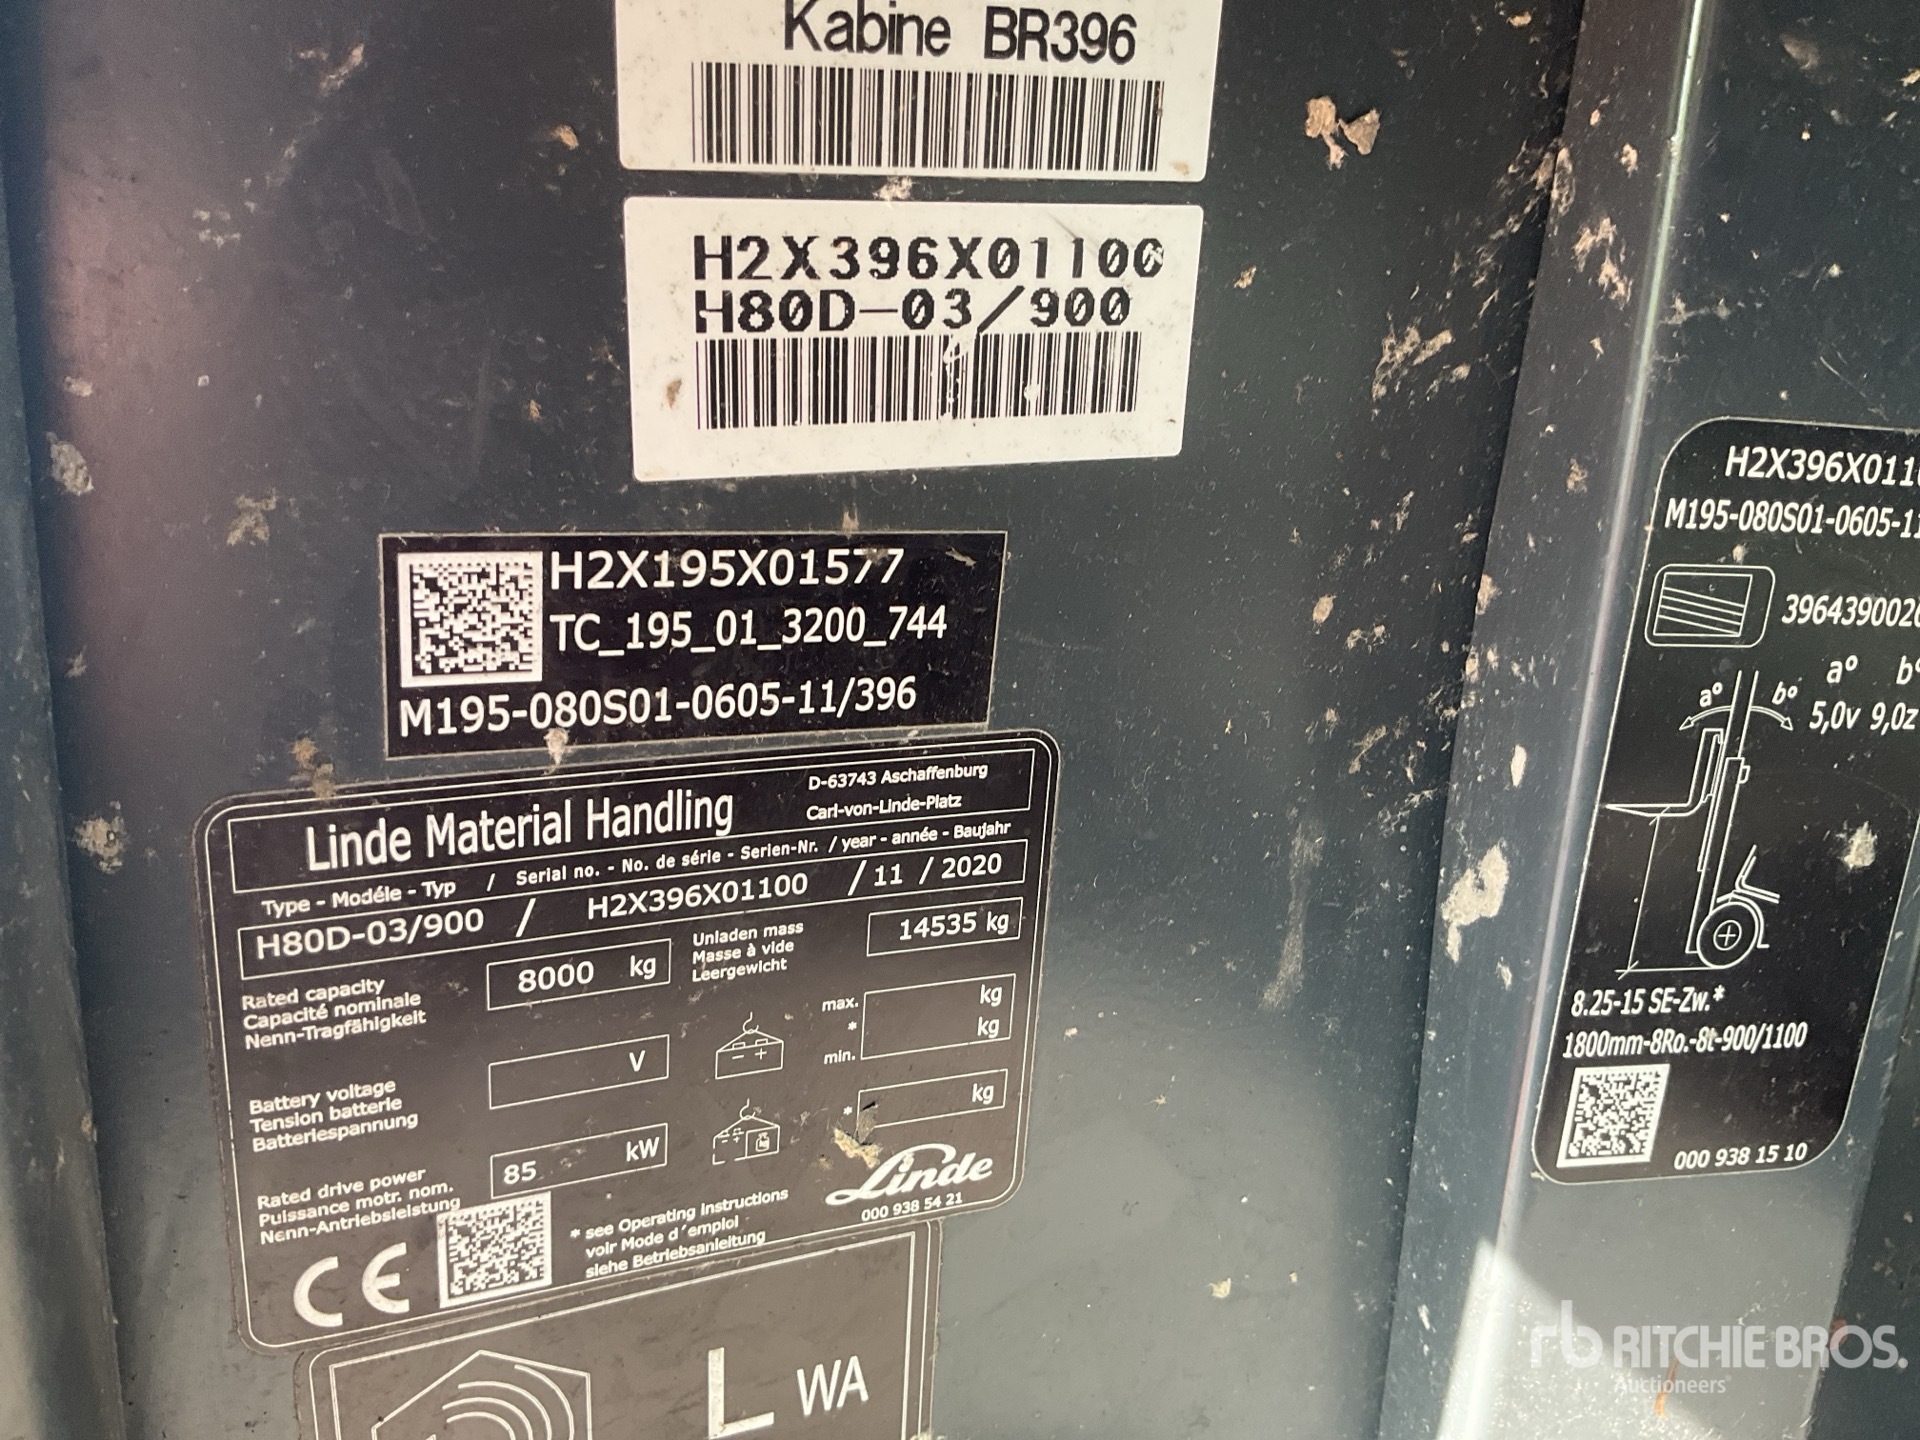 Kabine BR396
H2X396X01100
H80D-03/900
H2X195X01577
TC_195_01_3200_744
M195-080S01-0605-11/396
Linde Material Handling
D-63743 Aschaffenburg
Carl-von-Linde-Platz
Type - Modéle - Typ / Serial no. - No. de série - Serien-Nr. / year - année - Baujahr
H80D-03/900 / H2X396X01100 / 11 / 2020
Rated capacity
Capacité nominale
Nenn-Tragfähigkeit
8000 kg
Unladen mass
Masse à vide
Leergewicht
14535 kg
Battery voltage
Tension batterie
Batteriespannung
V
max.
*
min.
kg
kg
Rated drive power
Puissance motr. nom.
Nenn-Antriebsleistung
85 kW
*
kg
CE
* see Operating Instructions
voir Mode d'emploi
siehe Betriebsanleitung
Linde
000 938 54 21
L WA
H2X396X011
M195-080S01-0605-11
396439002
a° b°
5,0v 9,0z
a° b°
8.25-15 SE-Zw.*
1800mm-8Ro.-8t-900/1100
000 938 15 10
rb RITCHIE BROS.
Auctioneers